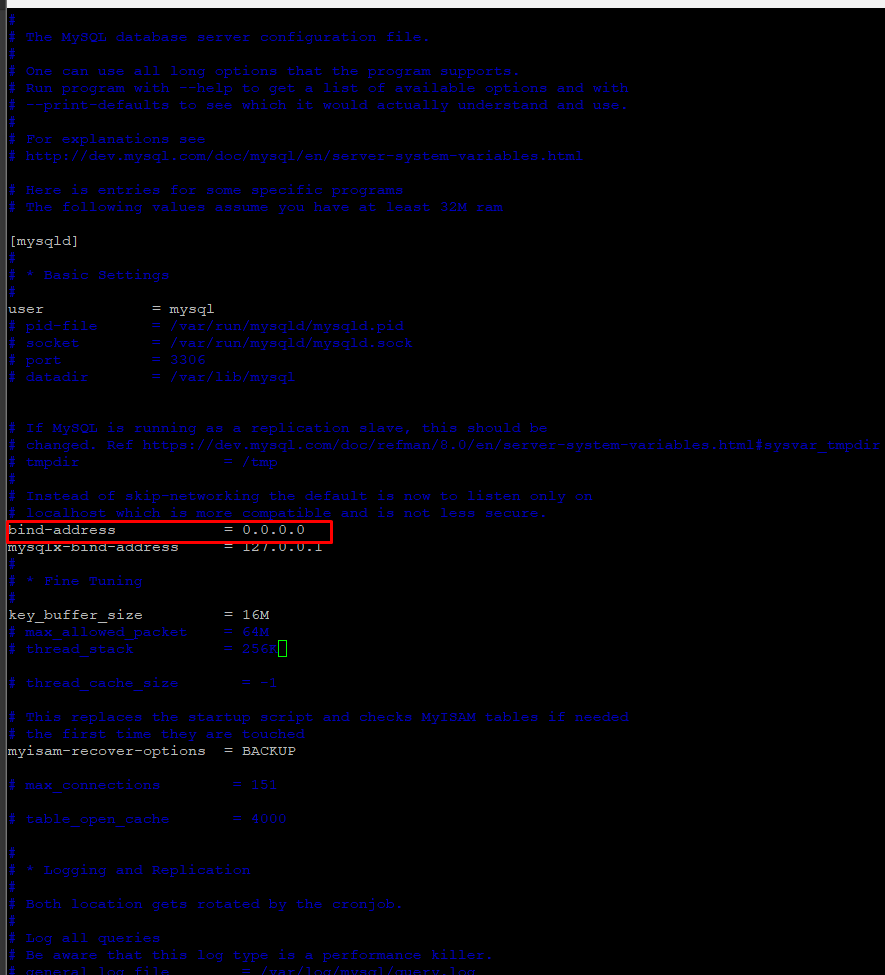 #
# The MySQL database server configuration file.
#
# One can use all long options that the program supports.
# Run program with --help to get a list of available options and with
# --print-defaults to see which it would actually understand and use.
#
# For explanations see
# http://dev.mysql.com/doc/mysql/en/server-system-variables.html

# Here is entries for some specific programs
# The following values assume you have at least 32M ram

[mysqld]
#
# * Basic Settings
#
user            = mysql
# pid-file      = /var/run/mysqld/mysqld.pid
# socket        = /var/run/mysqld/mysqld.sock
# port          = 3306
# datadir       = /var/lib/mysql


# If MySQL is running as a replication slave, this should be
# changed. Ref https://dev.mysql.com/doc/refman/8.0/en/server-system-variables.html#sysvar_tmpdir
# tmpdir                = /tmp
#
# Instead of skip-networking the default is now to listen only on
# localhost which is more compatible and is not less secure.
bind-address            = 0.0.0.0
mysqlx-bind-address     = 127.0.0.1
#
# * Fine Tuning
#
key_buffer_size         = 16M
# max_allowed_packet    = 64M
# thread_stack          = 256K

# thread_cache_size       = -1

# This replaces the startup script and checks MyISAM tables if needed
# the first time they are touched
myisam-recover-options  = BACKUP

# max_connections        = 151

# table_open_cache       = 4000

#
# * Logging and Replication
#
# Both location gets rotated by the cronjob.
#
# Log all queries
# Be aware that this log type is a performance killer.
# general_log_file        = /var/log/mysql/query.log